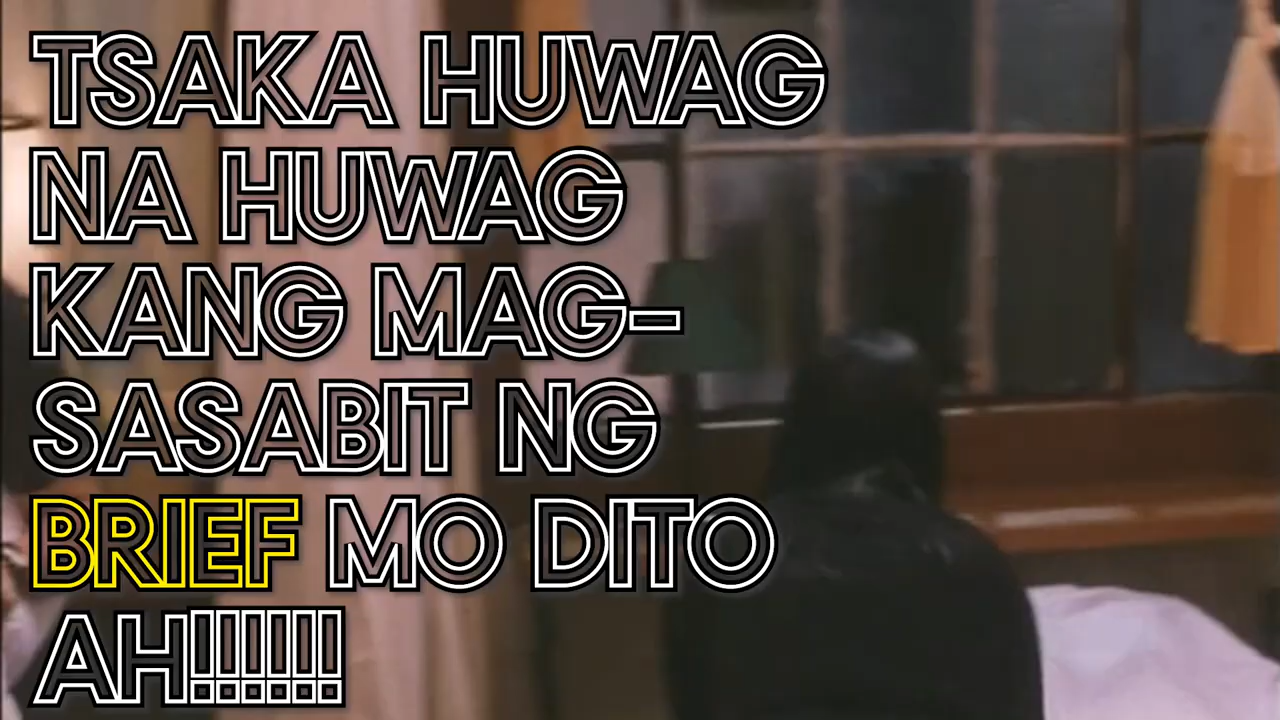 TSAKA HUWAG
NA HUWAG
KANG MAG-
SASABIT NG
BRIEF MO DITO
AH!!!!!!